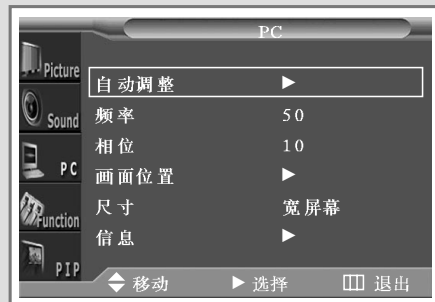 PC
Picture
Sound
PC
Function
PIP
自动调整 ▶
频率 50
相位 10
画面位置 ▶
尺寸 宽屏幕
信息 ▶
移动 ▶ 选择 退出